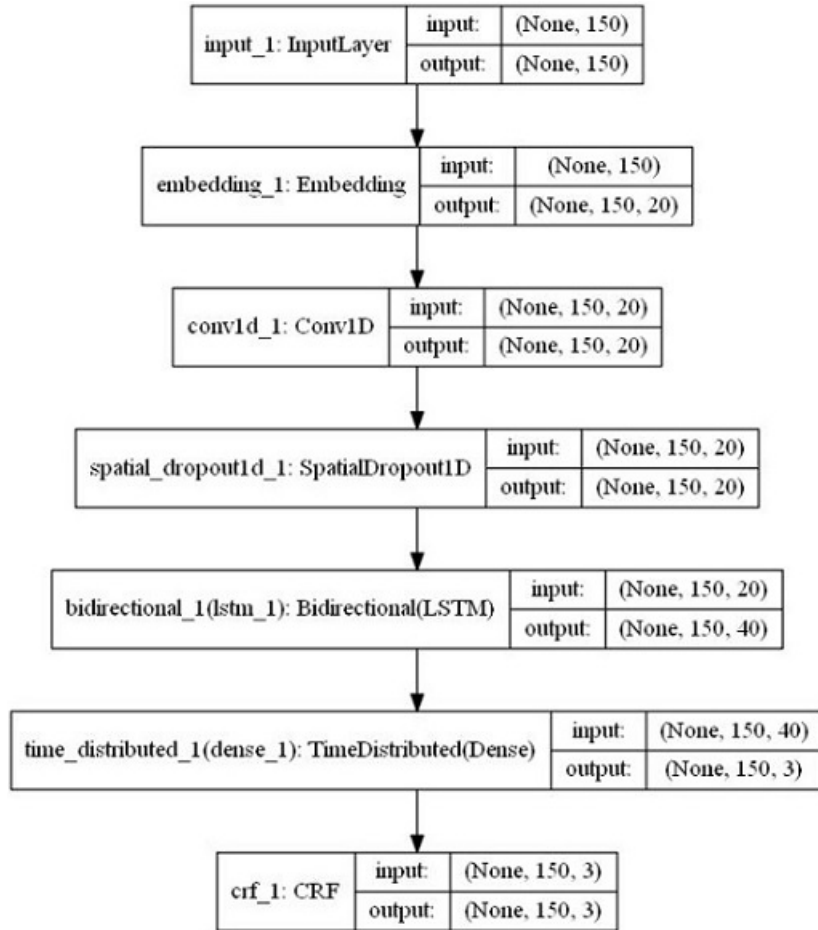 input_1: InputLayer
input: (None, 150)
output: (None, 150)
embedding_1: Embedding
input: (None, 150)
output: (None, 150, 20)
conv1d_1: Conv1D
input: (None, 150, 20)
output: (None, 150, 20)
spatial_dropout1d_1: SpatialDropout1D
input: (None, 150, 20)
output: (None, 150, 20)
bidirectional_1(lstm_1): Bidirectional(LSTM)
input: (None, 150, 20)
output: (None, 150, 40)
time_distributed_1(dense_1): TimeDistributed(Dense)
input: (None, 150, 40)
output: (None, 150, 3)
crf_1: CRF
input: (None, 150, 3)
output: (None, 150, 3)